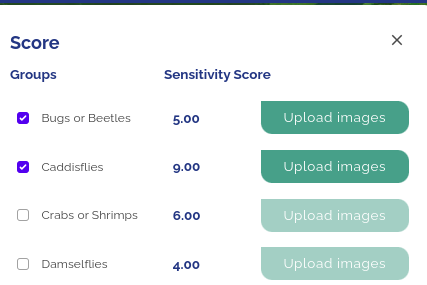 Score
Groups Sensitivity Score
Bugs or Beetles 5.00 Upload images
Caddisflies 9.00 Upload images
Crabs or Shrimps 6.00 Upload images
Damselflies 4.00 Upload images